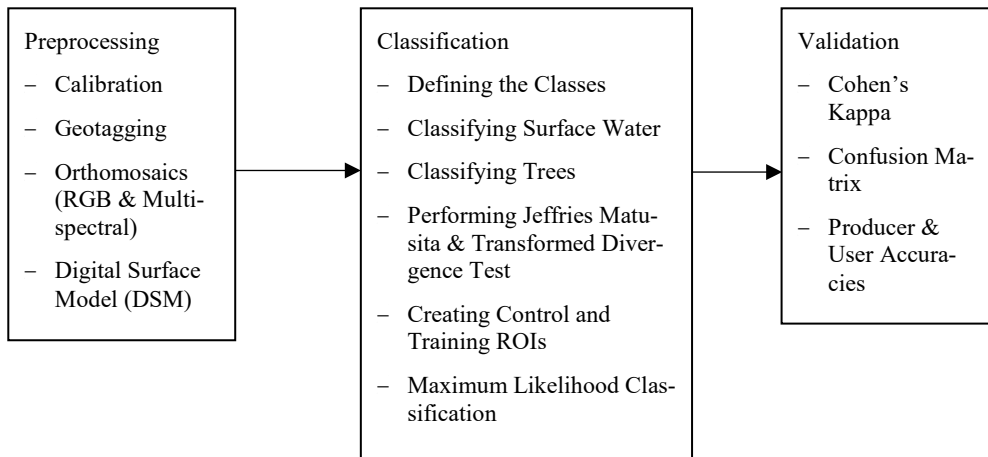 Preprocessing
– Calibration
– Geotagging
– Orthomosaics
(RGB & Multi-
spectral)
– Digital Surface
Model (DSM)
Classification
– Defining the Classes
– Classifying Surface Water
– Classifying Trees
– Performing Jeffries Matu-
sita & Transformed Diver-
gence Test
– Creating Control and
Training ROIs
– Maximum Likelihood Clas-
sification
Validation
– Cohen’s
Kappa
– Confusion Ma-
trix
– Producer &
User Accura-
cies